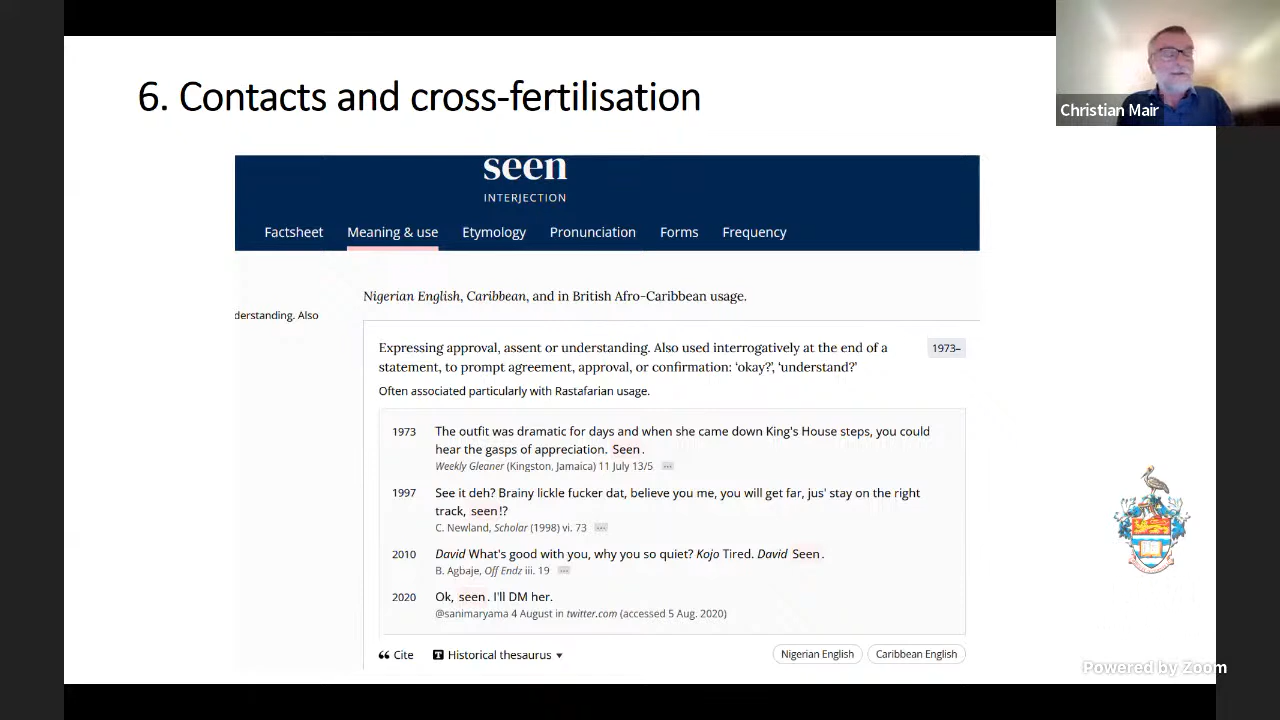 6. Contacts and cross-fertilisation
Christian Mair
seen
INTERJECTION
Factsheet Meaning & use Etymology Pronunciation Forms Frequency
Nigerian English, Caribbean, and in British Afro-Caribbean usage.
derstanding. Also
Expressing approval, assent or understanding. Also used interrogatively at the end of a 1973–
statement, to prompt agreement, approval, or confirmation: ‘okay?’, ‘understand?’
Often associated particularly with Rastafarian usage.
1973 The outfit was dramatic for days and when she came down King's House steps, you could
hear the gasps of appreciation. Seen.
Weekly Gleaner (Kingston, Jamaica) 11 July 13/5
1997 See it deh? Brainy lickle fucker dat, believe you me, you will get far, jus' stay on the right
track, seen!?
C. Newland, Scholar (1998) vi. 73
2010 David What's good with you, why you so quiet? Kojo Tired. David Seen.
B. Agbaje, Off Endz iii. 19
2020 Ok, seen. I'll DM her.
@sanimaryama 4 August in twitter.com (accessed 5 Aug. 2020)
Cite Historical thesaurus Nigerian English Caribbean English
Powered by Zoom